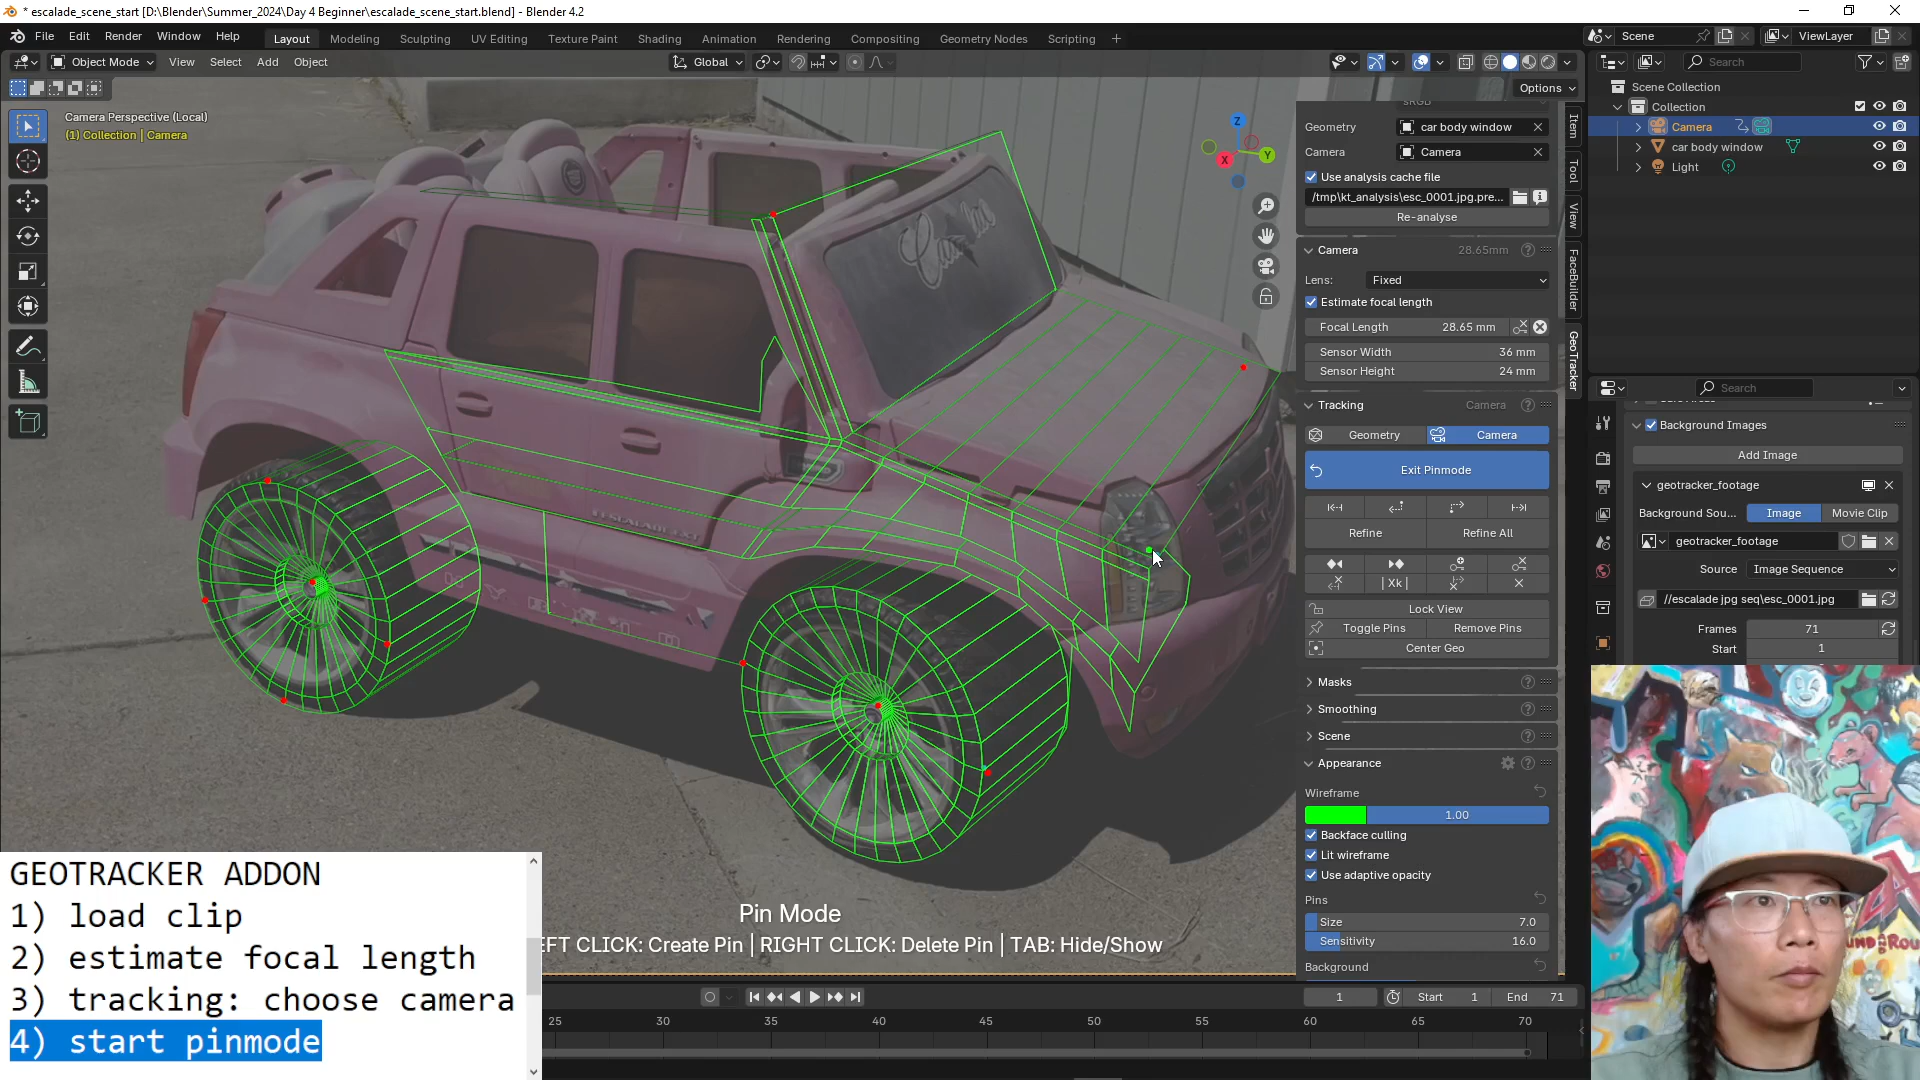 * escalade_scene_start [D:\Blender\Summer_2024\Day 4 Beginner\escalade_scene_start.blend] - Blender 4.2
File Edit Render Window Help
Layout Modeling Sculpting UV Editing Texture Paint Shading Animation Rendering Compositing Geometry Nodes Scripting +
Scene
ViewLayer
Object Mode View Select Add Object
Global
Options
Camera Perspective (Local)
(1) Collection | Camera
Z
X
Y
Item
Tool
View
FaceBuilder
GeoTracker
sRGB
Geometry car body window
Camera Camera
Use analysis cache file
/tmp\kt_analysis\esc_0001.jpg.pre...
Re-analyse
Camera 28.65mm
Lens: Fixed
Estimate focal length
Focal Length 28.65 mm
Sensor Width 36 mm
Sensor Height 24 mm
Tracking Camera
Geometry Camera
Exit Pinmode
Refine Refine All
| Xk |
Lock View
Toggle Pins Remove Pins
Center Geo
Masks
Smoothing
Scene
Appearance
Wireframe
1.00
Backface culling
Lit wireframe
Use adaptive opacity
Pins
Size 7.0
Sensitivity 16.0
Background
Search
Scene Collection
Collection
Camera
car body window
Light
Search
Background Images
Add Image
geotracker_footage
Background Sou... Image Movie Clip
geotracker_footage
Source Image Sequence
//escalade jpg seq\esc_0001.jpg
Frames 71
Start 1
Pin Mode
EFT CLICK: Create Pin | RIGHT CLICK: Delete Pin | TAB: Hide/Show
GEOTRACKER ADDON
1) load clip
2) estimate focal length
3) tracking: choose camera
4) start pinmode
1 Start 1 End 71
25 30 35 40 45 50 55 60 65 70